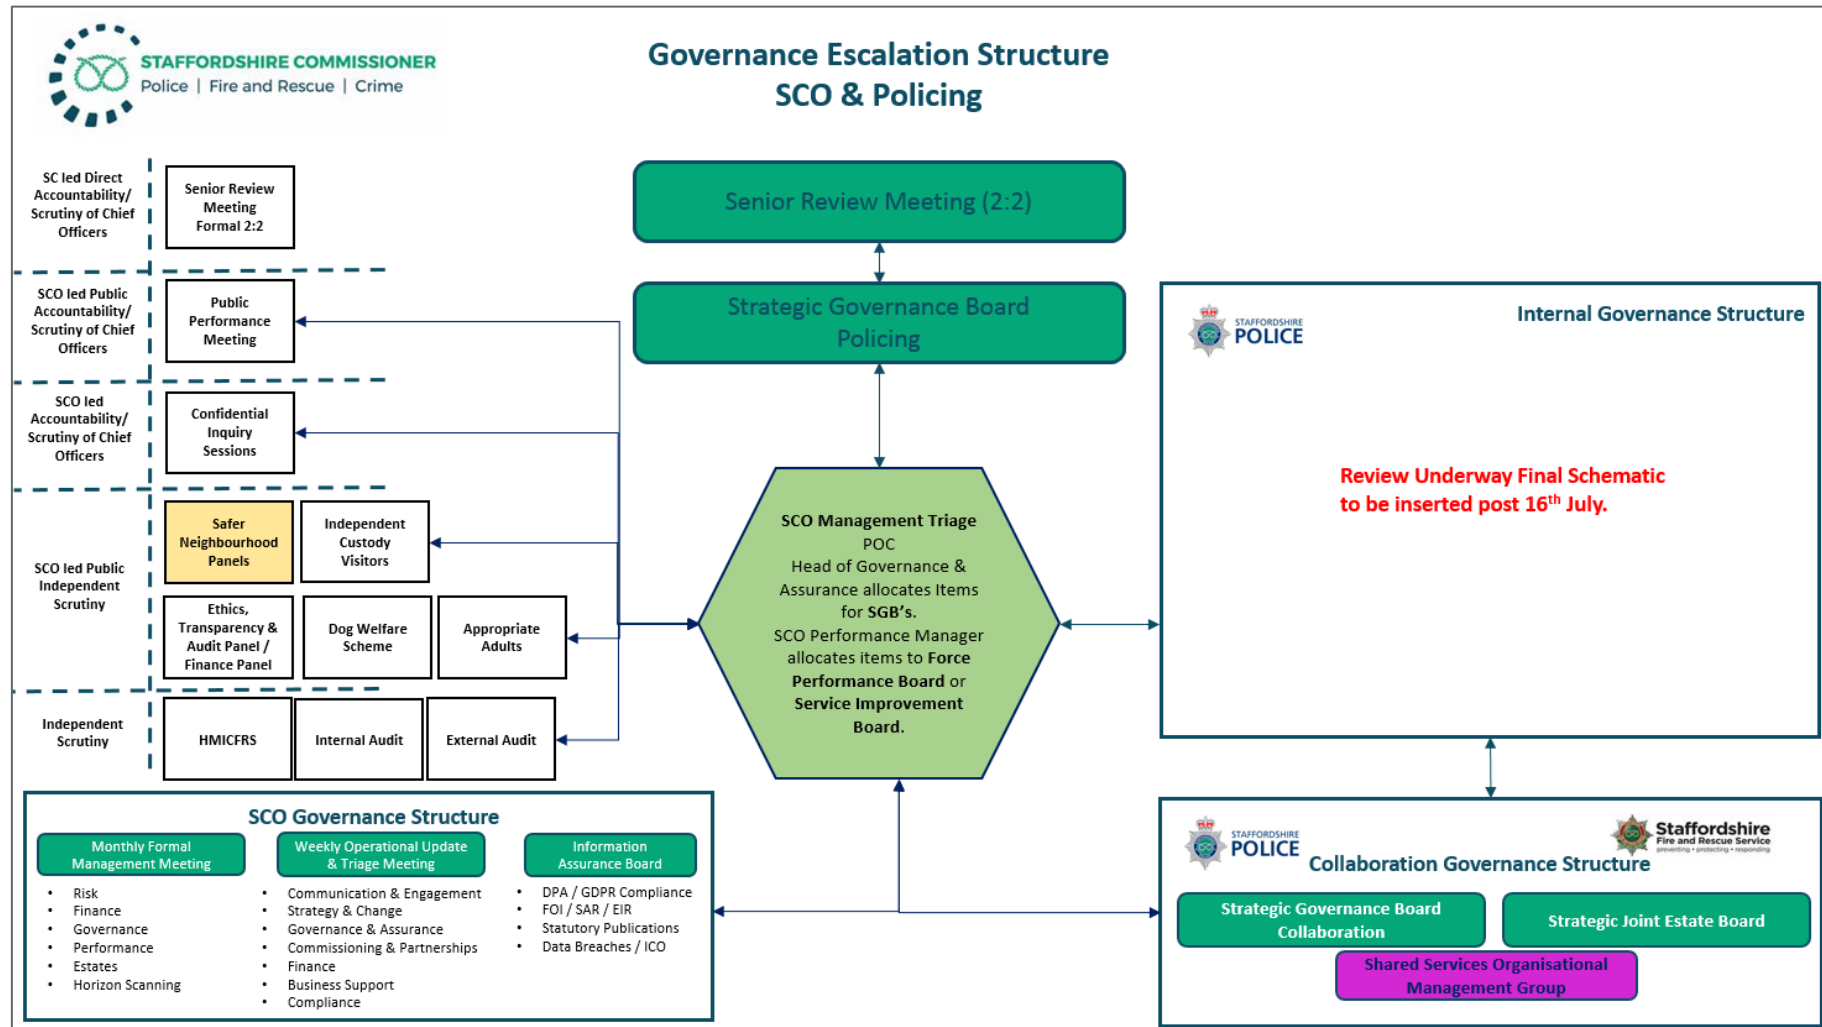 STAFFORDSHIRE COMMISSIONER
Police | Fire and Rescue | Crime
Governance Escalation Structure
SCO & Policing
SC led Direct
Accountability/
Scrutiny of Chief
Officers
Senior Review
Meeting
Formal 2:2
SCO led Public
Accountability/
Scrutiny of Chief
Officers
Public
Performance
Meeting
SCO led
Accountability/
Scrutiny of Chief
Officers
Confidential
Inquiry
Sessions
SCO led Public
Independent
Scrutiny
Safer
Neighbourhood
Panels
Independent
Custody
Visitors
Ethics,
Transparency &
Audit Panel /
Finance Panel
Dog Welfare
Scheme
Appropriate
Adults
Independent
Scrutiny
HMICFRS
Internal Audit
External Audit
Senior Review Meeting (2:2)
Strategic Governance Board
Policing
SCO Management Triage
POC
Head of Governance &
Assurance allocates Items
for SGB's.
SCO Performance Manager
allocates items to Force
Performance Board or
Service Improvement
Board.
STAFFORDSHIRE
POLICE
Internal Governance Structure
Review Underway Final Schematic
to be inserted post 16th July.
SCO Governance Structure
Monthly Formal
Management Meeting
• Risk
• Finance
• Governance
• Performance
• Estates
• Horizon Scanning
Weekly Operational Update
& Triage Meeting
• Communication & Engagement
• Strategy & Change
• Governance & Assurance
• Commissioning & Partnerships
• Finance
• Business Support
• Compliance
Information
Assurance Board
• DPA / GDPR Compliance
• FOI / SAR / EIR
• Statutory Publications
• Data Breaches / ICO
STAFFORDSHIRE
POLICE
Staffordshire
Fire and Rescue Service
preventing • protecting • responding
Collaboration Governance Structure
Strategic Governance Board
Collaboration
Strategic Joint Estate Board
Shared Services Organisational
Management Group